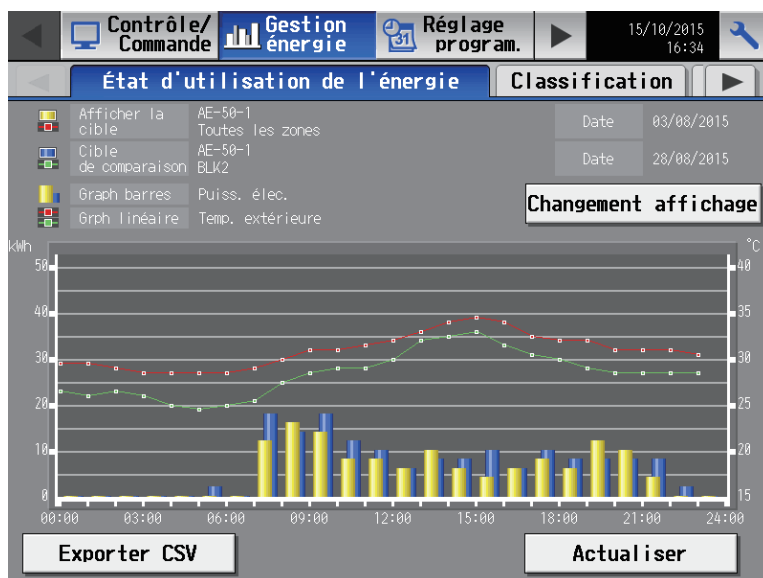 Contrôle/
Commande
Gestion
énergie
31
Réglage
program.
15/10/2015
16:34
État d'utilisation de l'énergie
Classification
Afficher la
cible
AE-50-1
Toutes les zones
Date
03/08/2015
Cible
de comparaison
AE-50-1
BLK2
Date
28/08/2015
Graph barres
Puiss. élec.
Grph linéaire
Temp. extérieure
Changement affichage
kWh
°C
50
40
40
35
30
30
20
25
10
20
0
15
00:00 03:00 06:00 09:00 12:00 15:00 18:00 21:00 24:00
Exporter CSV
Actualiser